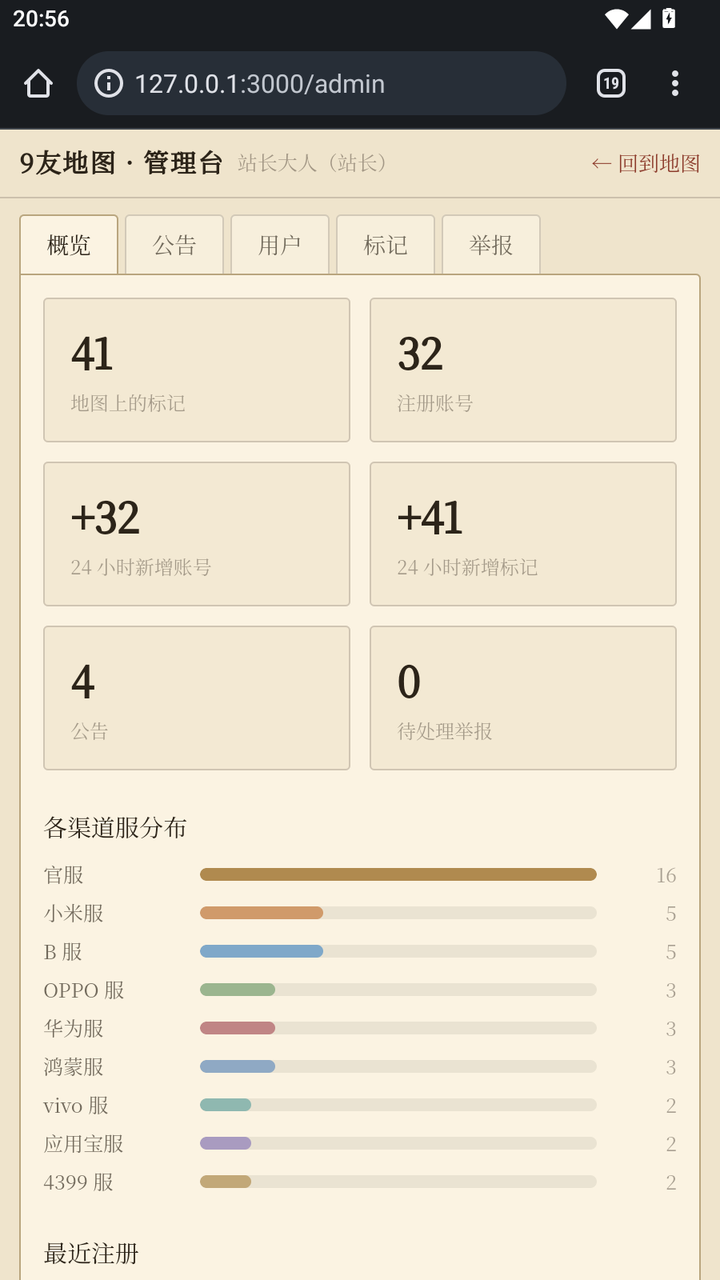 20:56
127.0.0.1:3000/admin
19
9友地图 · 管理台 站长大人（站长） ← 回到地图
概览 公告 用户 标记 举报
41 32
地图上的标记 注册账号
+32 +41
24 小时新增账号 24 小时新增标记
4 0
公告 待处理举报
各渠道服分布
官服 16
小米服 5
B 服 5
OPPO 服 3
华为服 3
鸿蒙服 3
vivo 服 2
应用宝服 2
4399 服 2
最近注册